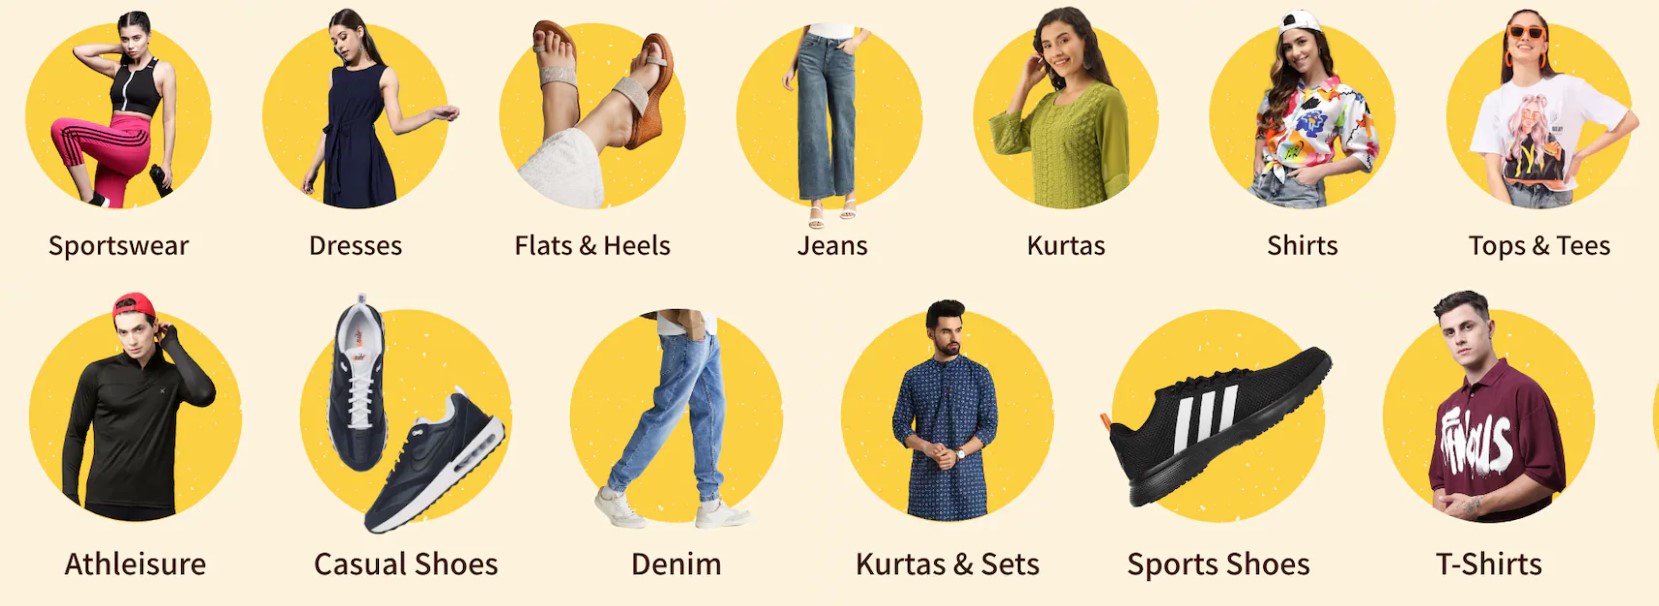 Sportswear
Dresses
Flats & Heels
Jeans
Kurtas
Shirts
Tops & Tees
Athleisure
Casual Shoes
Denim
Kurtas & Sets
Sports Shoes
T-Shirts